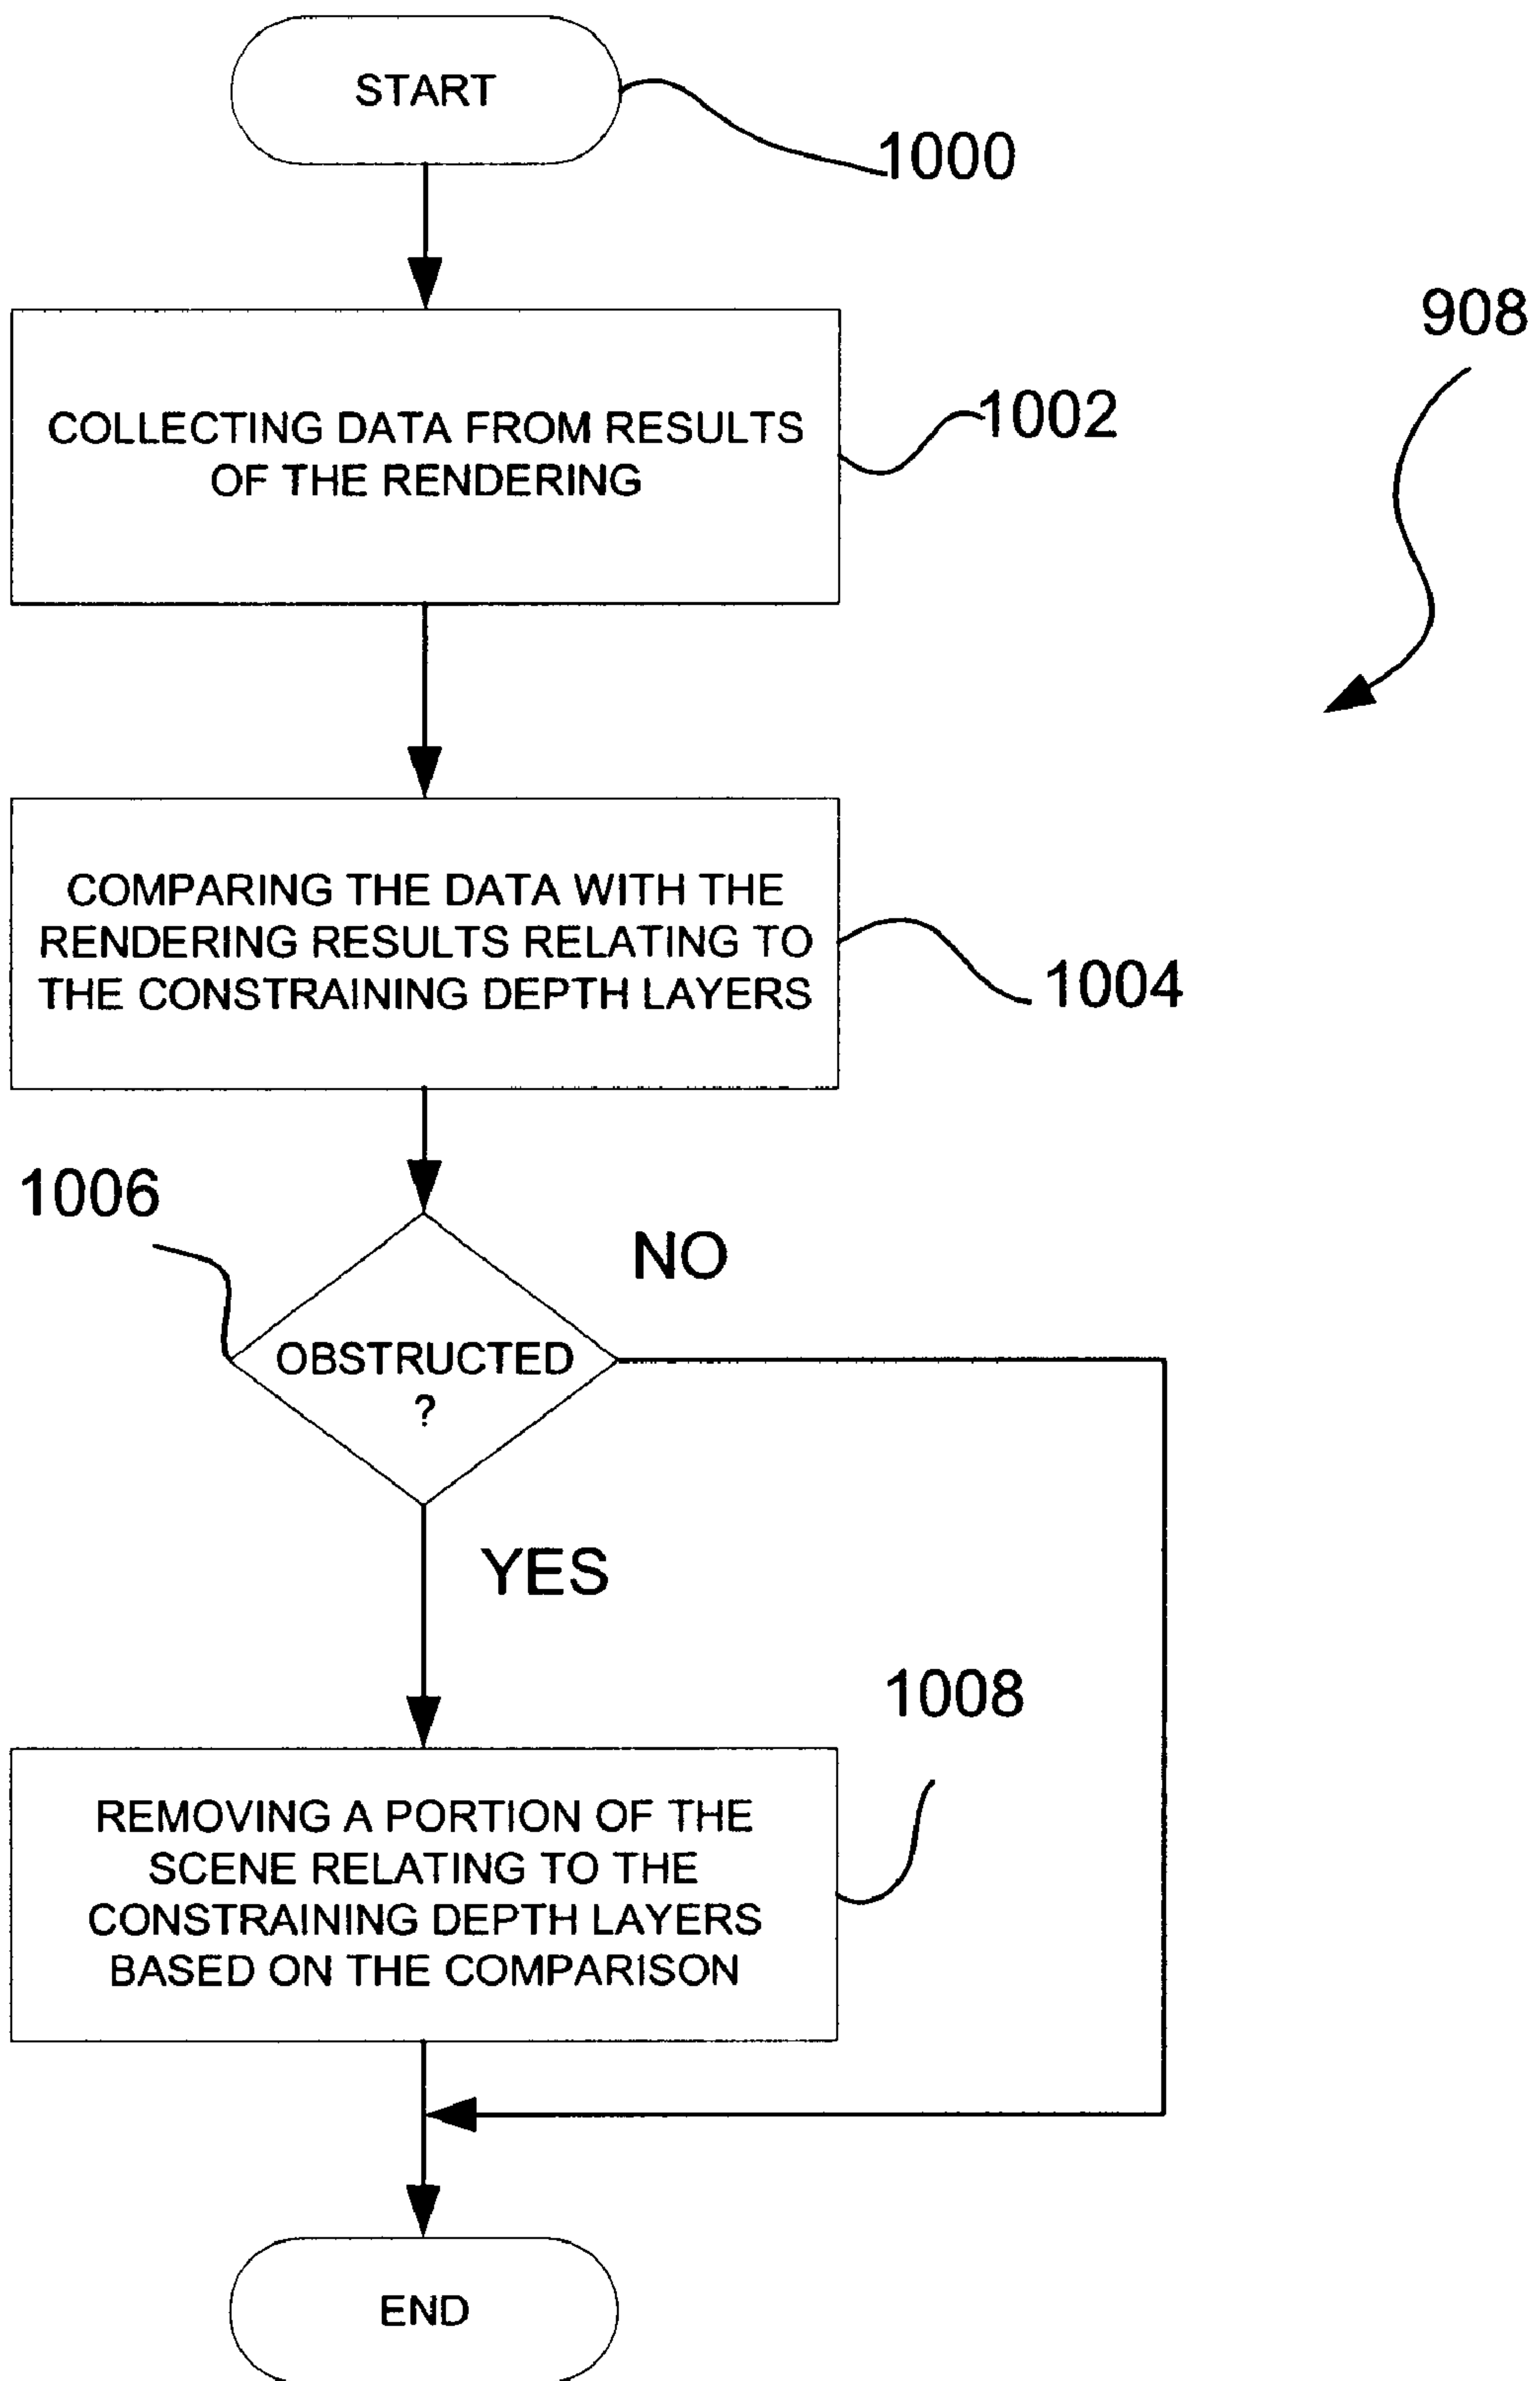 START
1000
908
COLLECTING DATA FROM RESULTS
OF THE RENDERING
1002
COMPARING THE DATA WITH THE
RENDERING RESULTS RELATING TO
THE CONSTRAINING DEPTH LAYERS
1004
1006
NO
OBSTRUCTED
?
YES
1008
REMOVING A PORTION OF THE
SCENE RELATING TO THE
CONSTRAINING DEPTH LAYERS
BASED ON THE COMPARISON
END